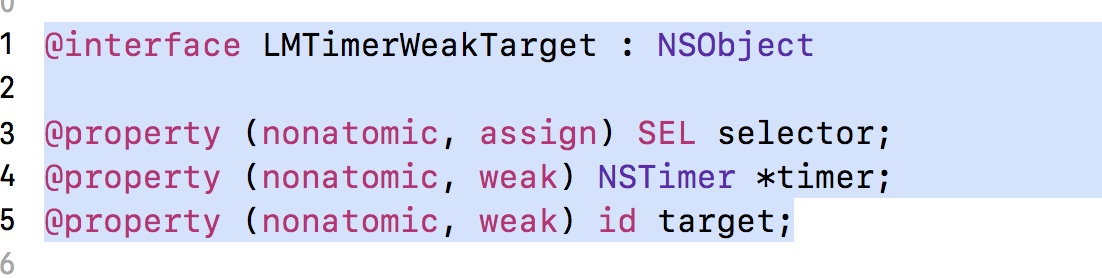 0
1 @interface LMTimerWeakTarget : NSObject
2
3 @property (nonatomic, assign) SEL selector;
4 @property (nonatomic, weak) NSTimer *timer;
5 @property (nonatomic, weak) id target;
6